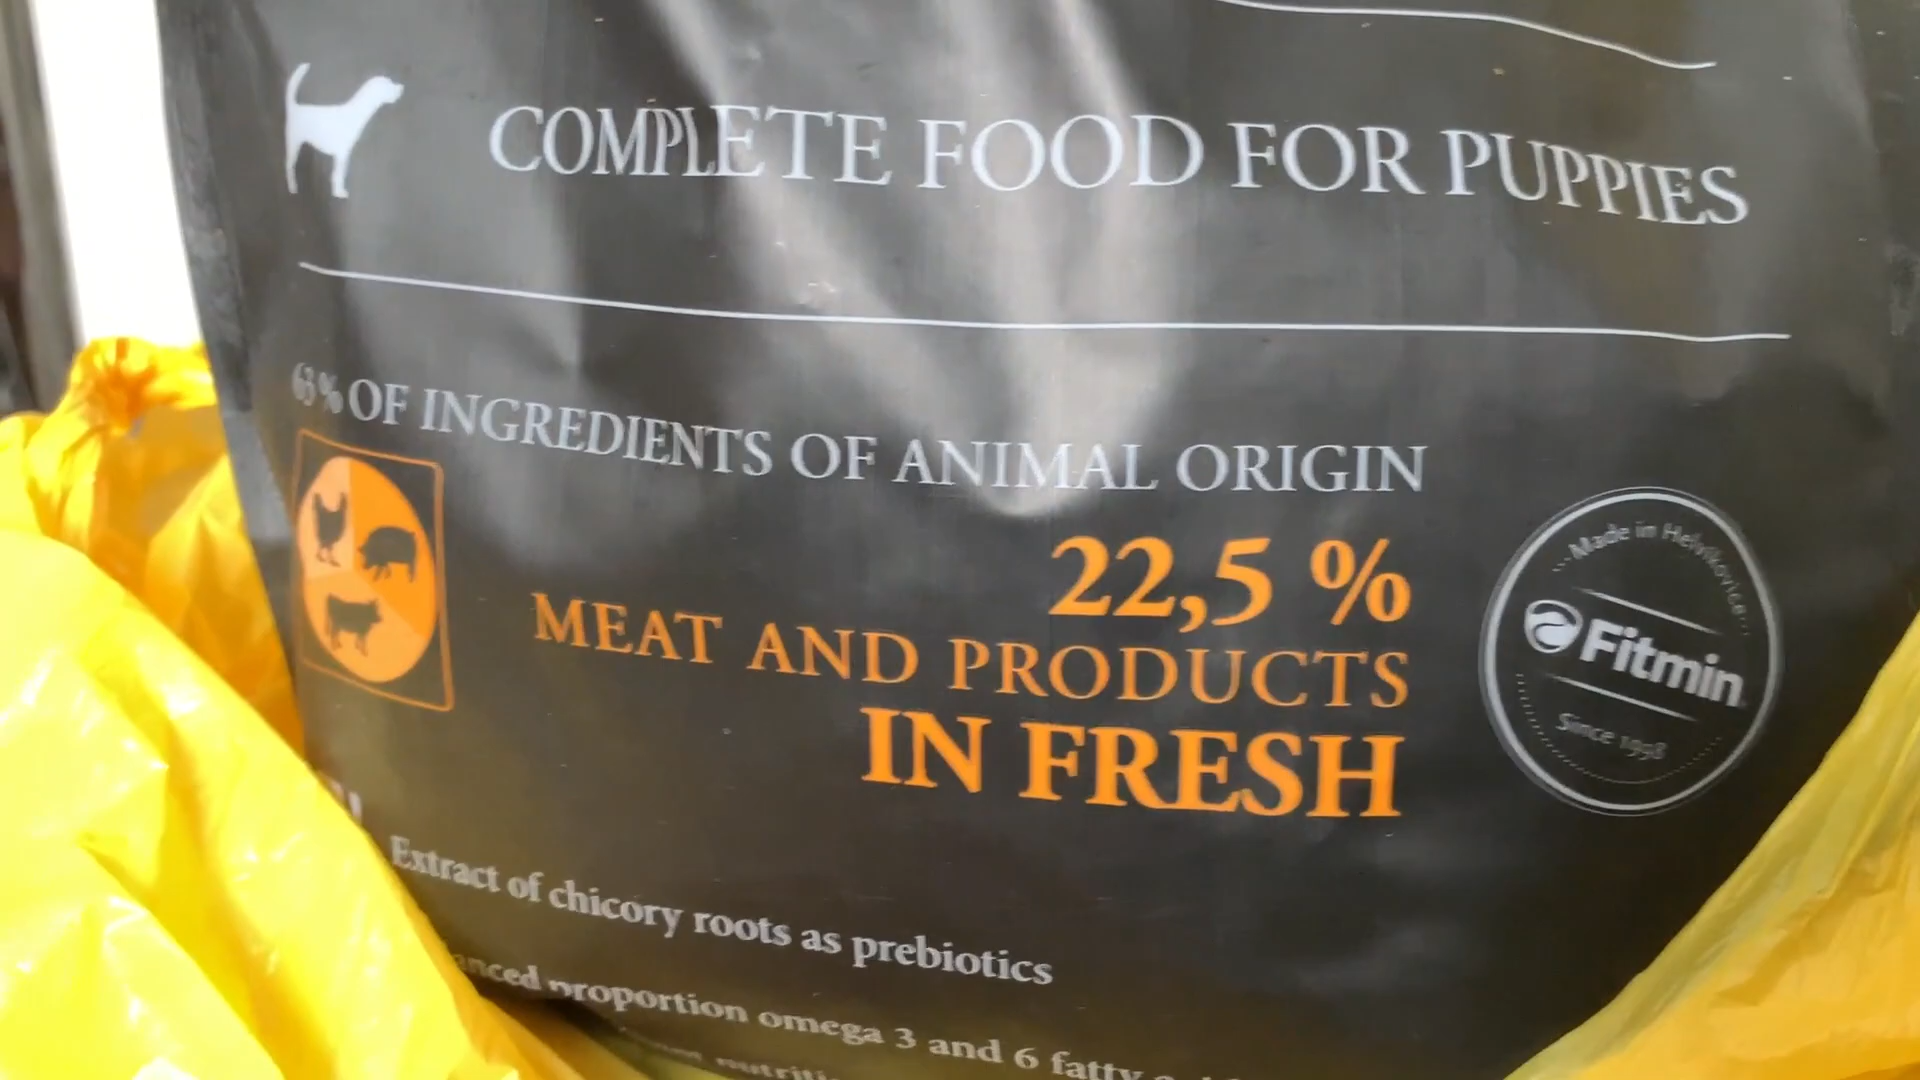 COMPLETE FOOD FOR PUPPIES
63% OF INGREDIENTS OF ANIMAL ORIGIN
22,5 %
MEAT AND PRODUCTS
IN FRESH
Made in Helvíkovice
Fitmin
Since 1998
Extract of chicory roots as prebiotics
proportion omega 3 and 6 fatty